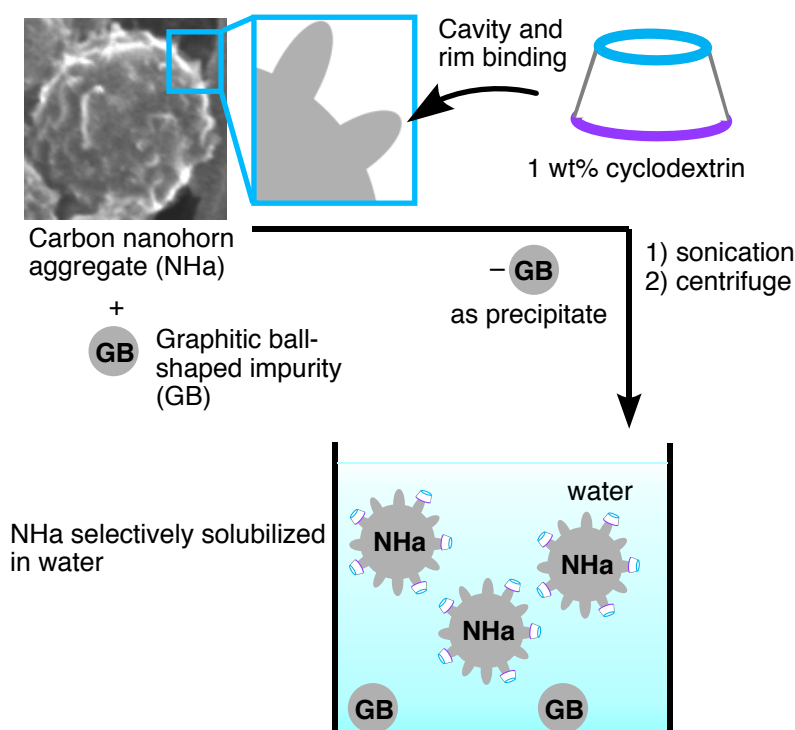 Cavity and
rim binding
1 wt% cyclodextrin
Carbon nanohorn
aggregate (NHa)
+
GB
Graphitic ball-
shaped impurity
(GB)
– GB
as precipitate
1) sonication
2) centrifuge
NHa selectively solubilized
in water
water
NHa
NHa
NHa
GB
GB